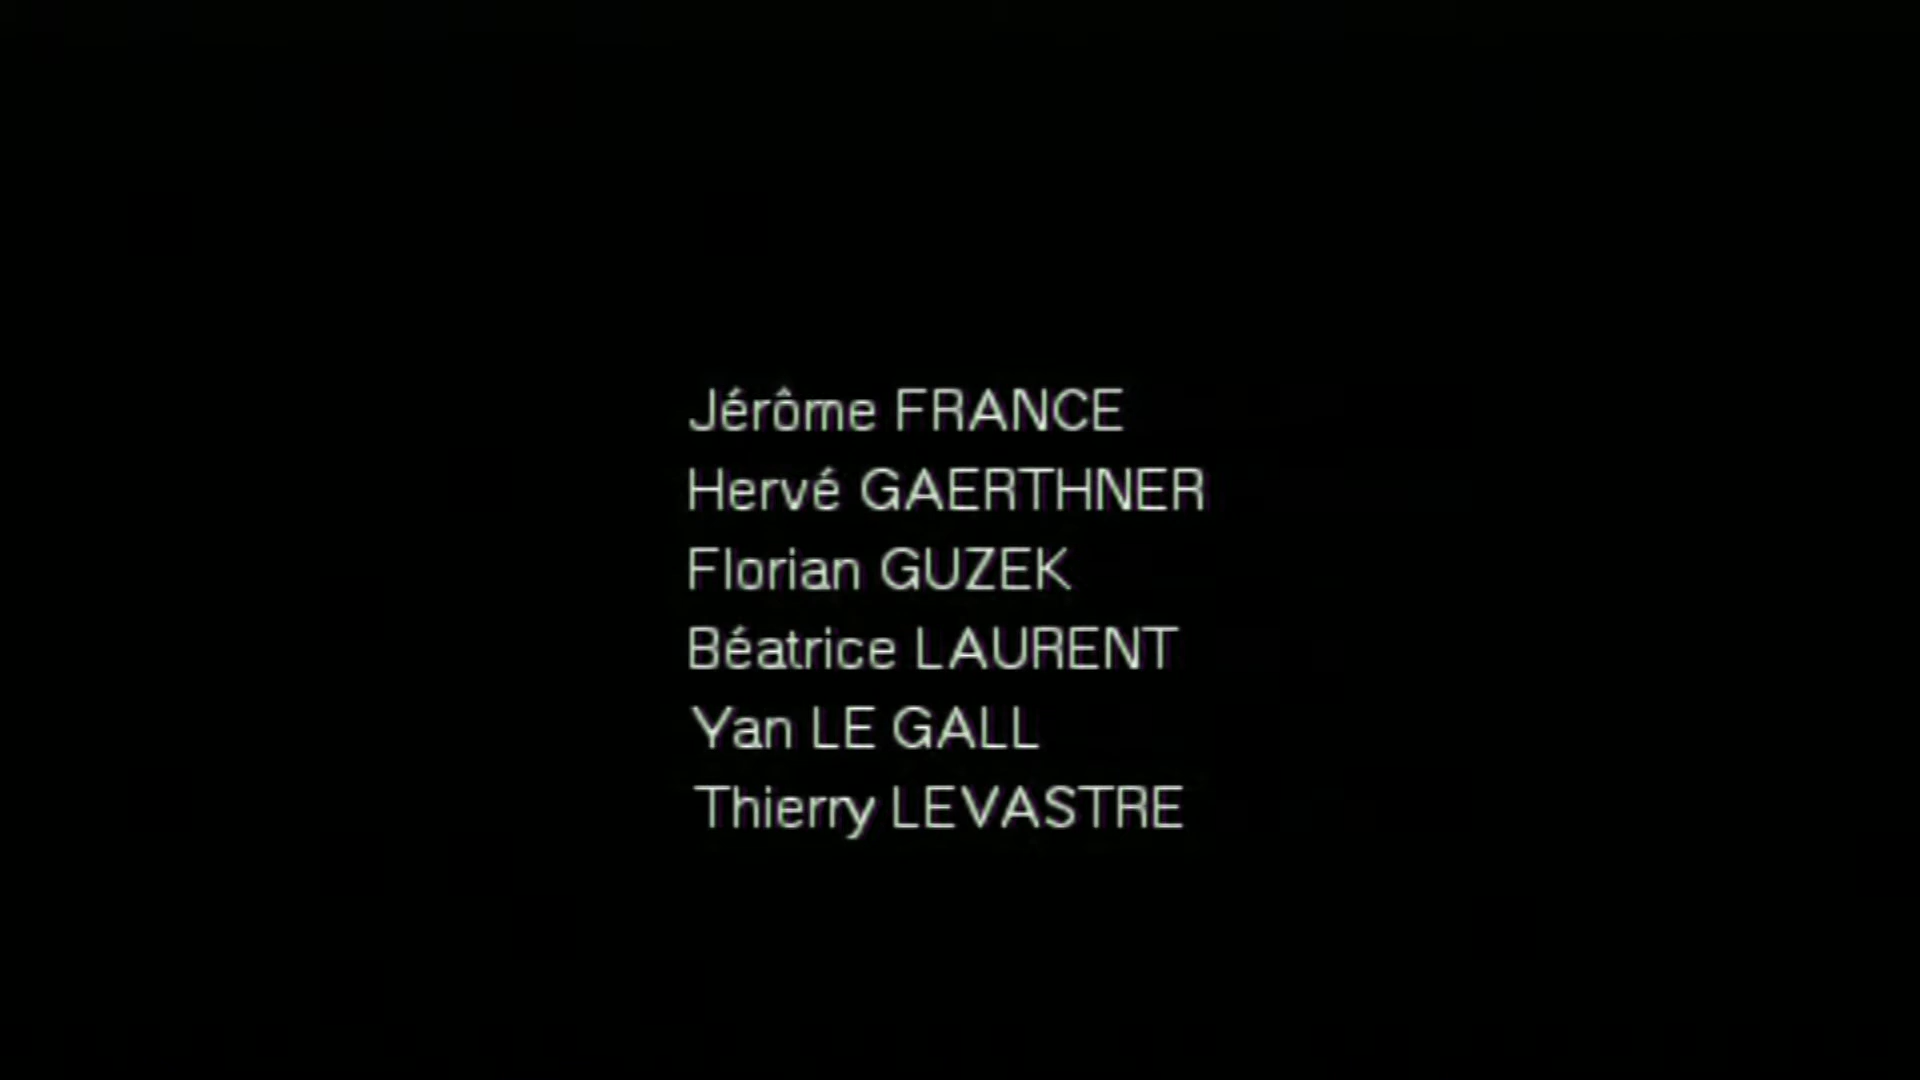 Jérôme FRANCE
Hervé GAERTHNER
Florian GUZEK
Béatrice LAURENT
Yan LE GALL
Thierry LEVASTRE